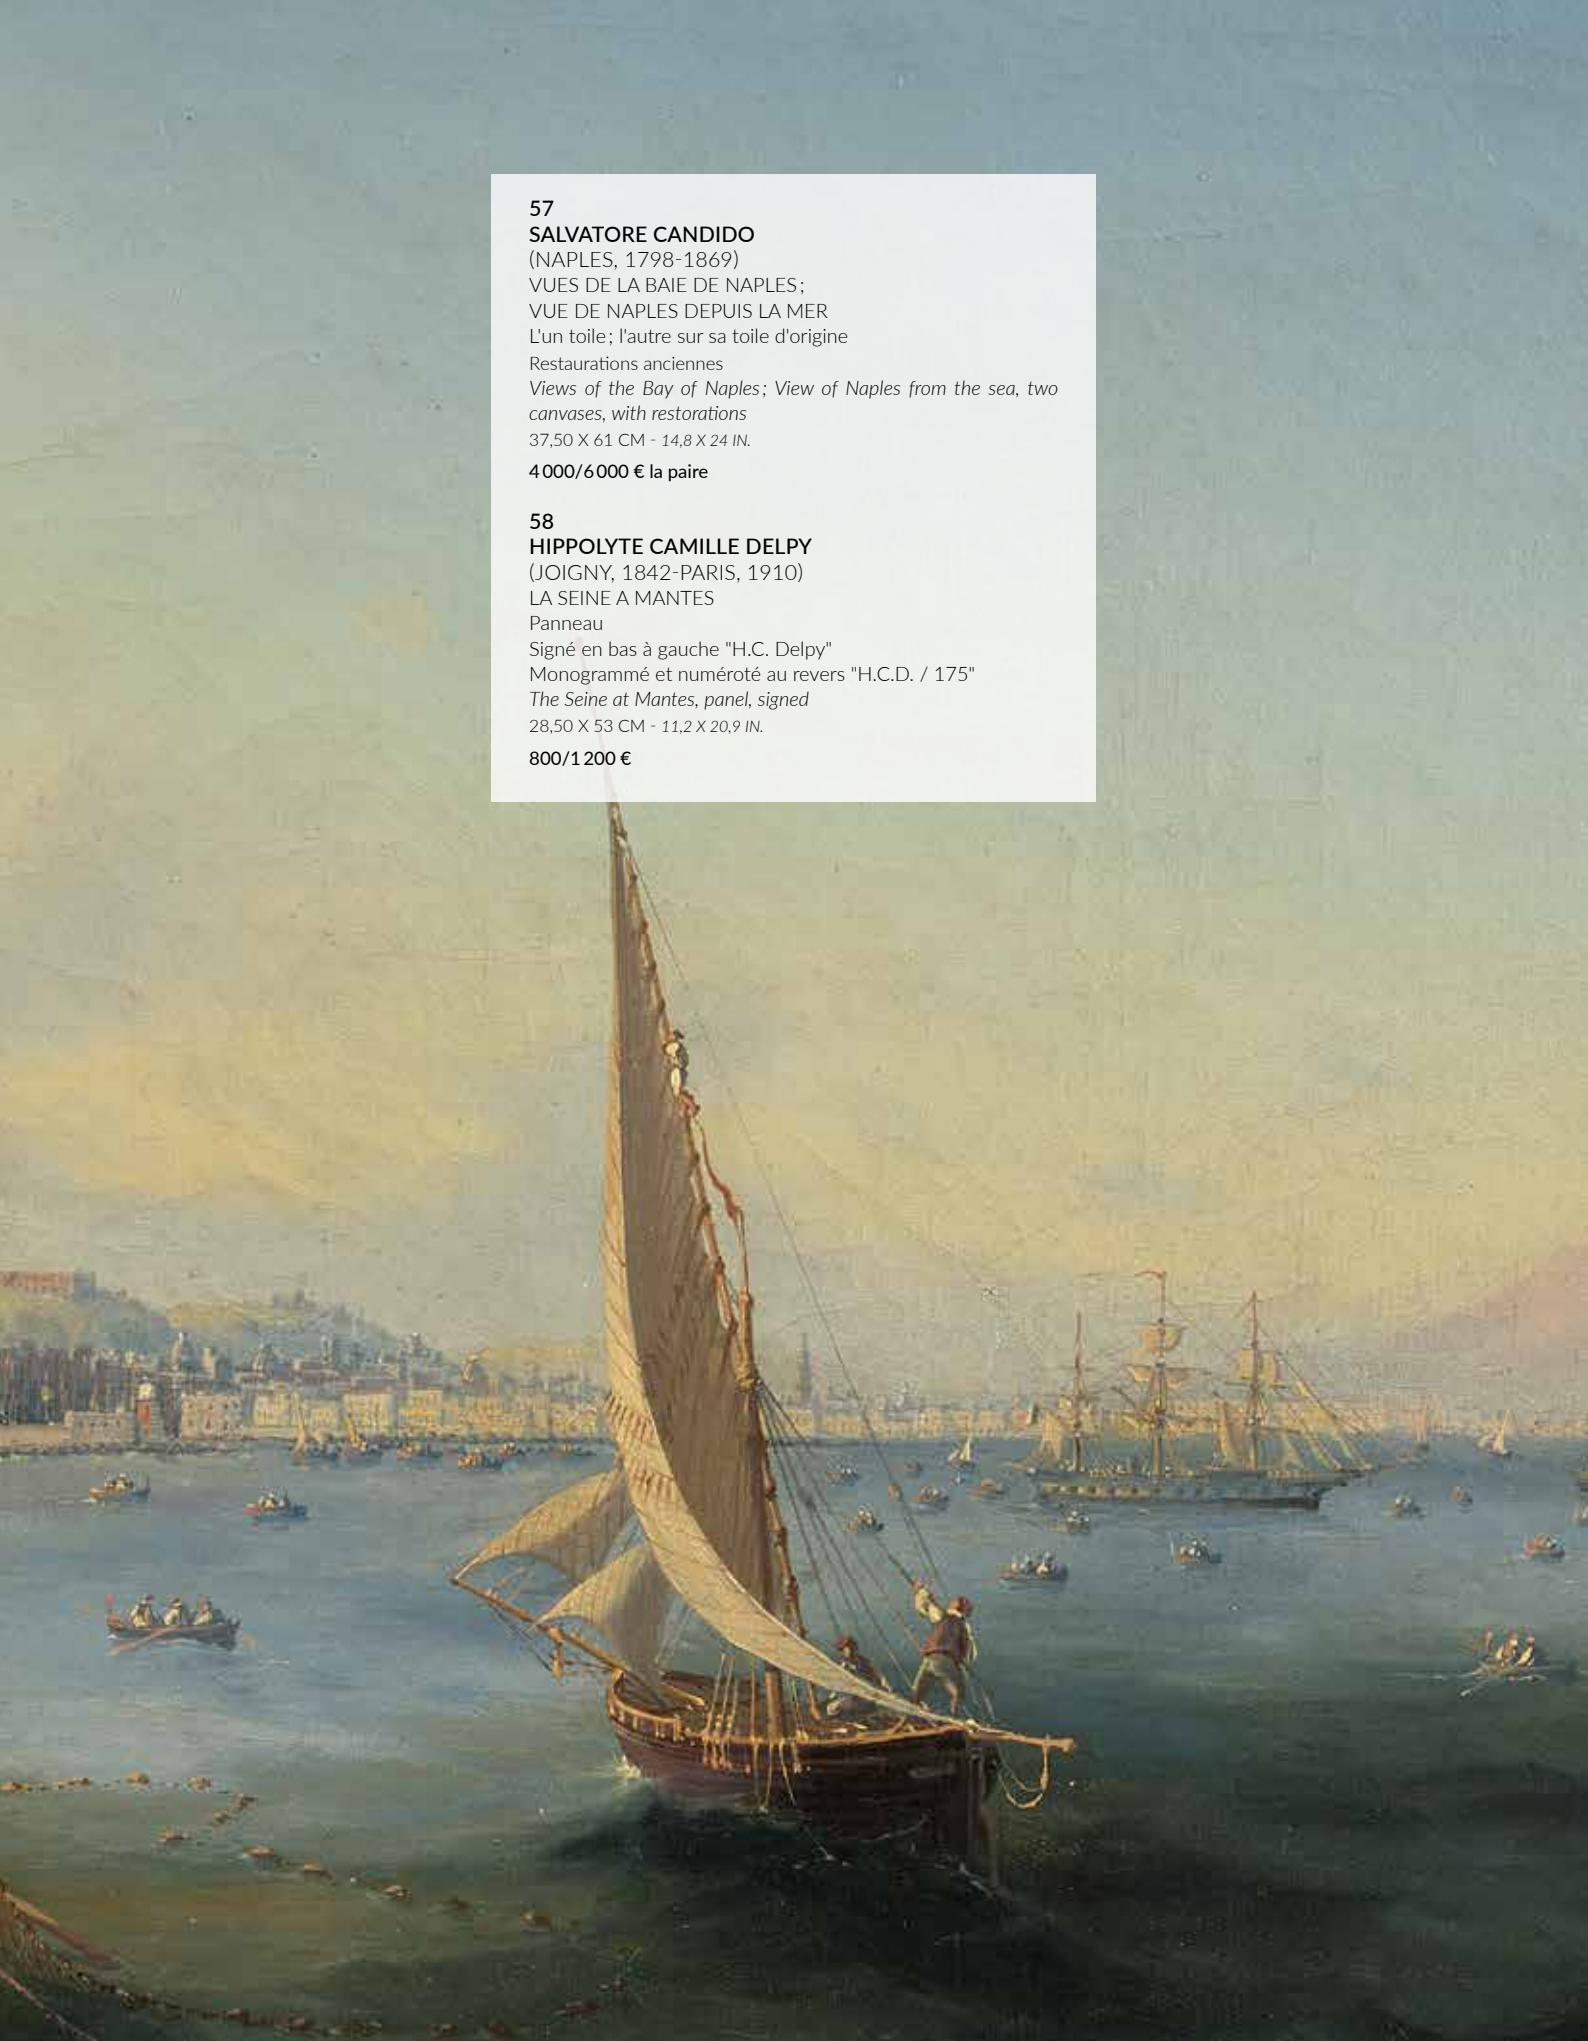 57
SALVATORE CANDIDO
(NAPLES, 1798-1869)
VUES DE LA BAIE DE NAPLES ;
VUE DE NAPLES DEPUIS LA MER
L'un toile ; l'autre sur sa toile d'origine
Restaurations anciennes
Views of the Bay of Naples ; View of Naples from the sea, two
canvases, with restorations
37,50 X 61 CM - 14,8 X 24 IN.
4 000/6 000 € la paire
58
HIPPOLYTE CAMILLE DELPY
(JOIGNY, 1842-PARIS, 1910)
LA SEINE A MANTES
Panneau
Signé en bas à gauche "H.C. Delpy"
Monogrammé et numéroté au revers "H.C.D. / 175"
The Seine at Mantes, panel, signed
28,50 X 53 CM - 11,2 X 20,9 IN.
800/1 200 €